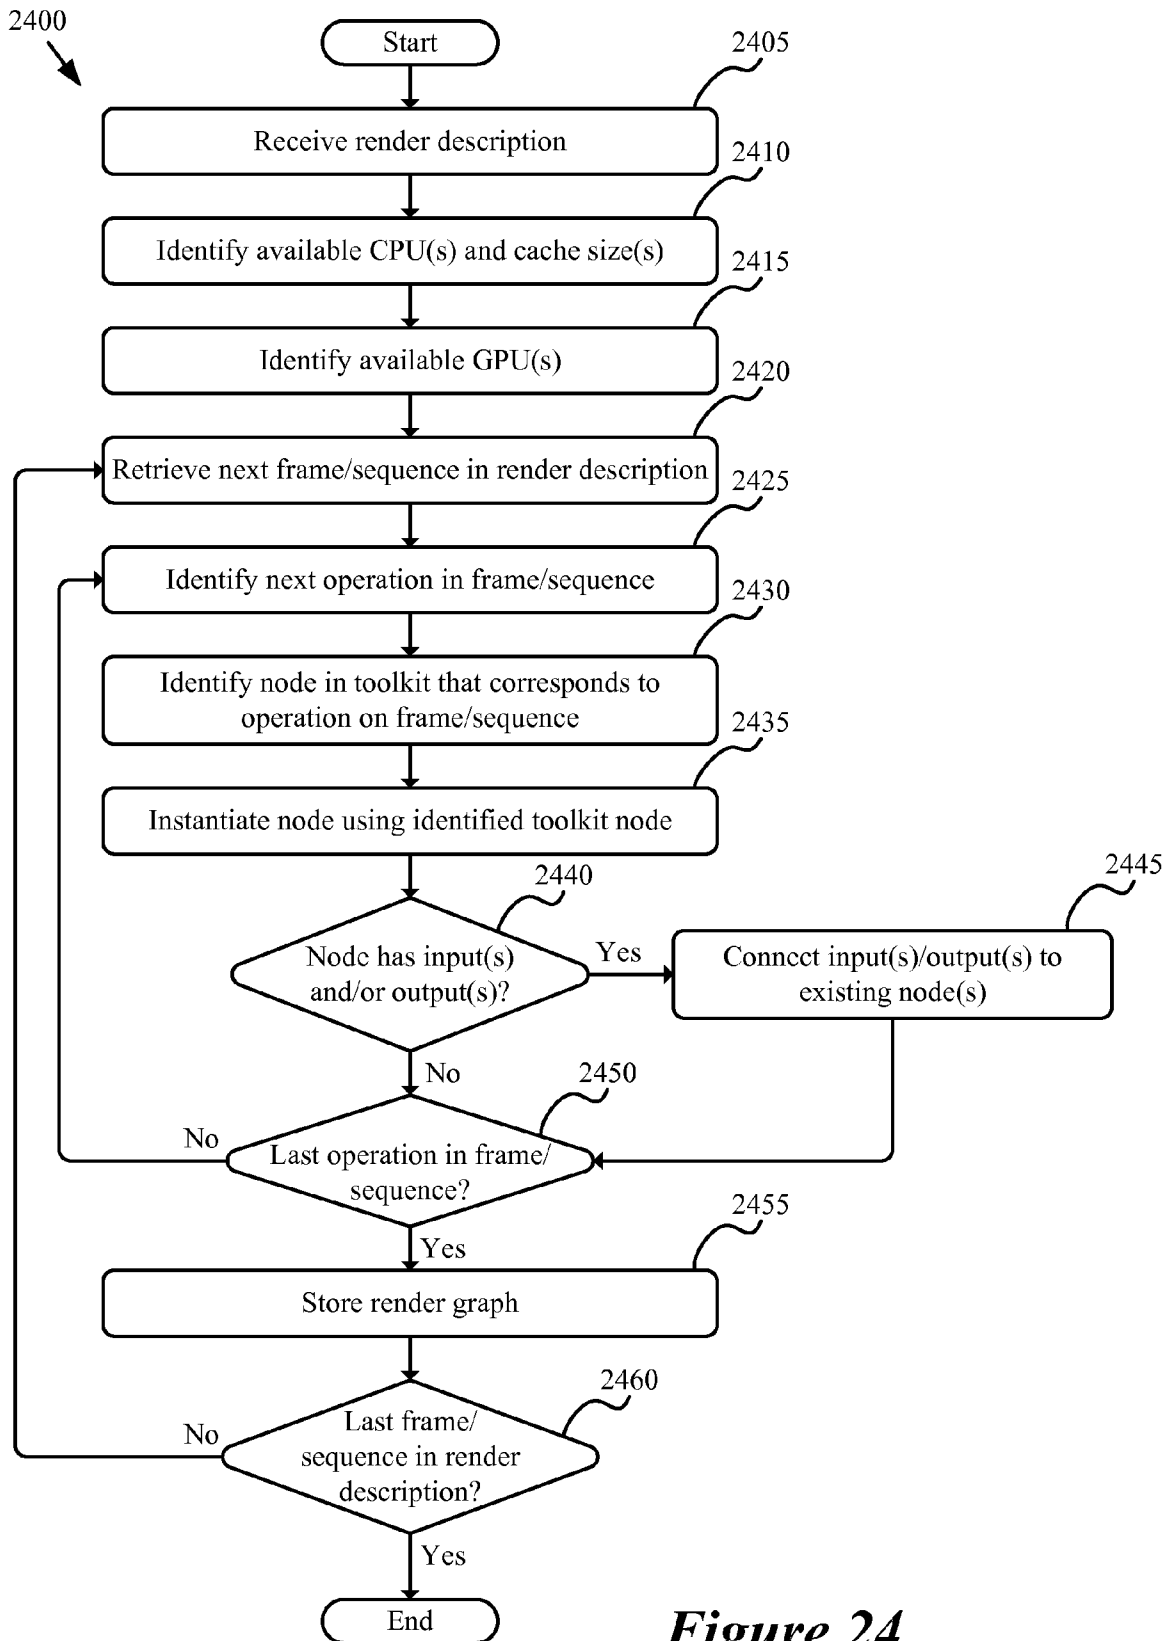 2400
Start
2405
Receive render description
2410
Identify available CPU(s) and cache size(s)
2415
Identify available GPU(s)
2420
Retrieve next frame/sequence in render description
2425
Identify next operation in frame/sequence
2430
Identify node in toolkit that corresponds to
operation on frame/sequence
2435
Instantiate node using identified toolkit node
2440
Node has input(s)
and/or output(s)?
Yes
2445
Connect input(s)/output(s) to
existing node(s)
No
2450
No
Last operation in frame/
sequence?
Yes
2455
Store render graph
2460
No
Last frame/
sequence in render
description?
Yes
End
Figure 24